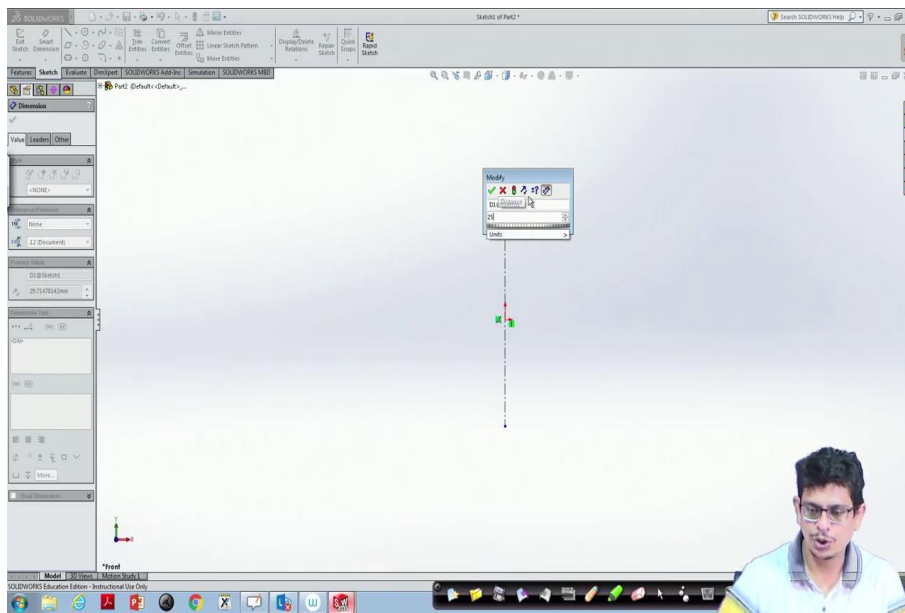 SOLIDWORKS
Sketch1 of Part2 *
Search SOLIDWORKS Help
Exit Sketch
Smart Dimension
Trim Entities
Convert Entities
Offset Entities
Mirror Entities
Linear Sketch Pattern
Move Entities
Display/Delete Relations
Repair Sketch
Quick Snaps
Rapid Sketch
Features Sketch Evaluate DimXpert SOLIDWORKS Add-Ins Simulation SOLIDWORKS MBD
Part2 (Default<<Default>_...
Dimension
Value Leaders Other
Style
<NONE>
Tolerance/Precision
None
.12 (Document)
Primary Value
D1@Sketch1
29.71478142mm
Dimension Text
<DIM>
More...
Dual Dimension
Modify
Distance
25
Units
Y
X
*Front
Model 3D Views Motion Study 1
SOLIDWORKS Education Edition - Instructional Use Only